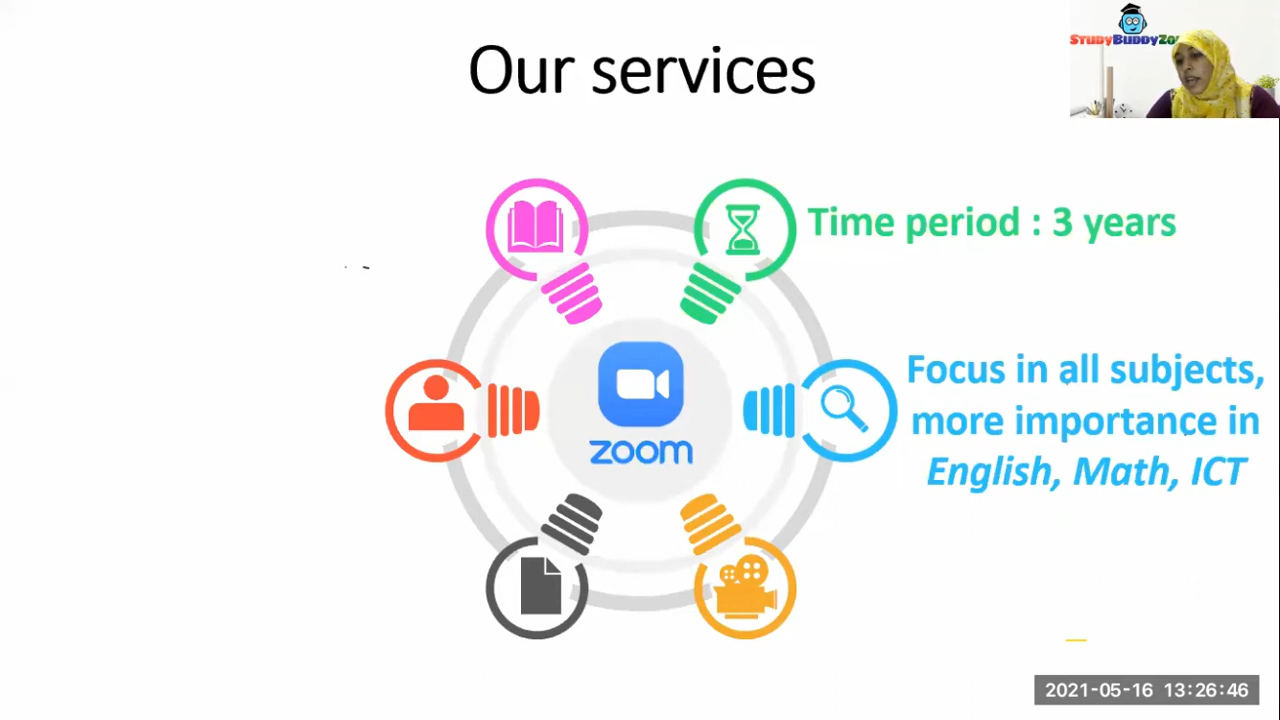 Our services
StudyBuddyZo
Time period : 3 years
Focus in all subjects,
more importance in
English, Math, ICT
zoom
2021-05-16 13:26:46